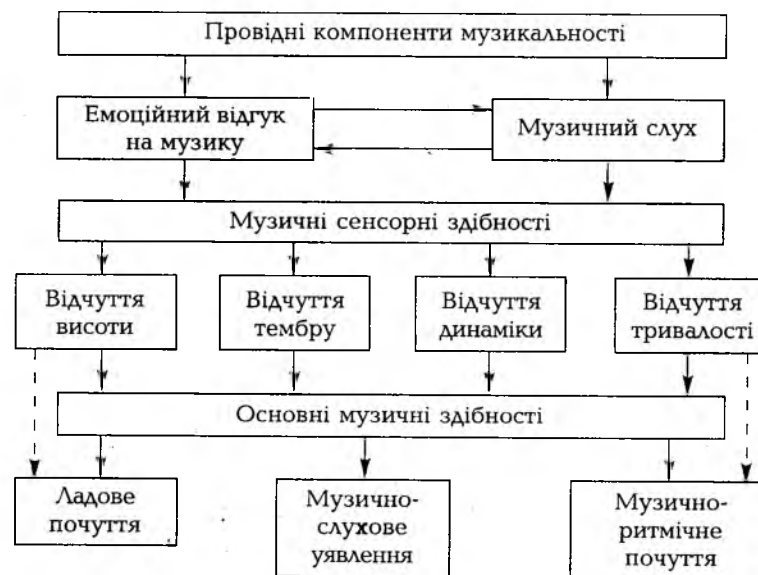 Провідні компоненти музикальності
Емоційний відгук
на музику
Музичний слух
Музичні сенсорні здібності
Відчуття
висоти
Відчуття
тембру
Відчуття
динаміки
Відчуття
тривалості
Основні музичні здібності
Ладове
почуття
Музично-
слухове
уявлення
Музично-
ритмічне
почуття